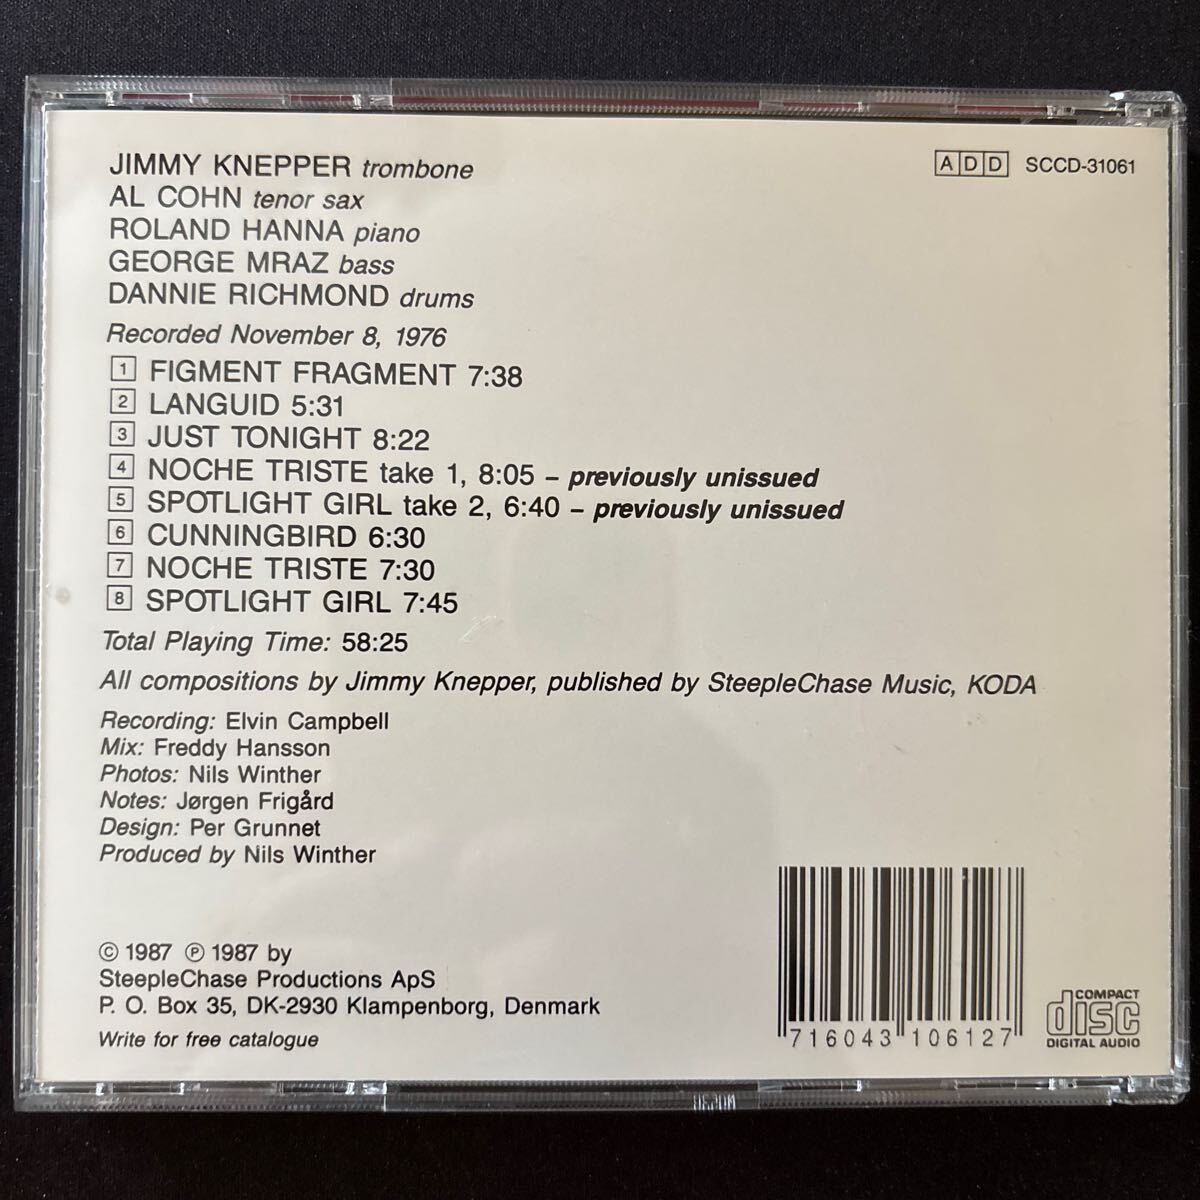 JIMMY KNEPPER trombone
AL COHN tenor sax
ROLAND HANNA piano
GEORGE MRAZ bass
DANNIE RICHMOND drums
Recorded November 8, 1976
1 FIGMENT FRAGMENT 7:38
2 LANGUID 5:31
3 JUST TONIGHT 8:22
4 NOCHE TRISTE take 1, 8:05 – previously unissued
5 SPOTLIGHT GIRL take 2, 6:40 – previously unissued
6 CUNNINGBIRD 6:30
7 NOCHE TRISTE 7:30
8 SPOTLIGHT GIRL 7:45
Total Playing Time: 58:25
All compositions by Jimmy Knepper, published by SteepleChase Music, KODA
Recording: Elvin Campbell
Mix: Freddy Hansson
Photos: Nils Winther
Notes: Jørgen Frigård
Design: Per Grunnet
Produced by Nils Winther
© 1987 ℗ 1987 by
SteepleChase Productions ApS
P. O. Box 35, DK-2930 Klampenborg, Denmark
Write for free catalogue
ADD SCCD-31061
716043 106127
COMPACT
disc
DIGITAL AUDIO